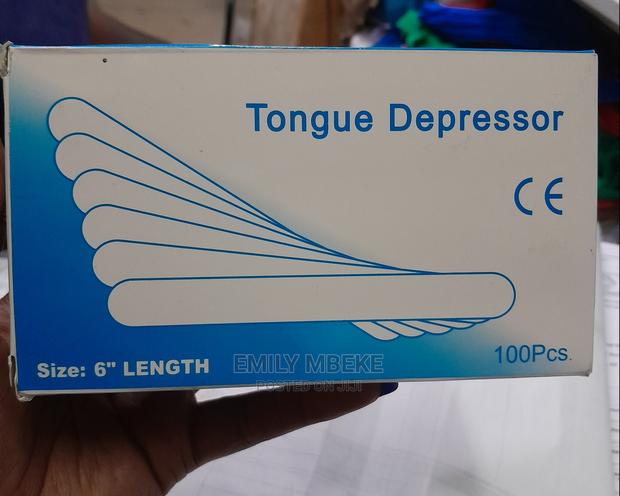 Tongue Depressor
CE
EMILY MBEKE
POSTED ON JIJI
Size: 6" LENGTH
100Pcs.